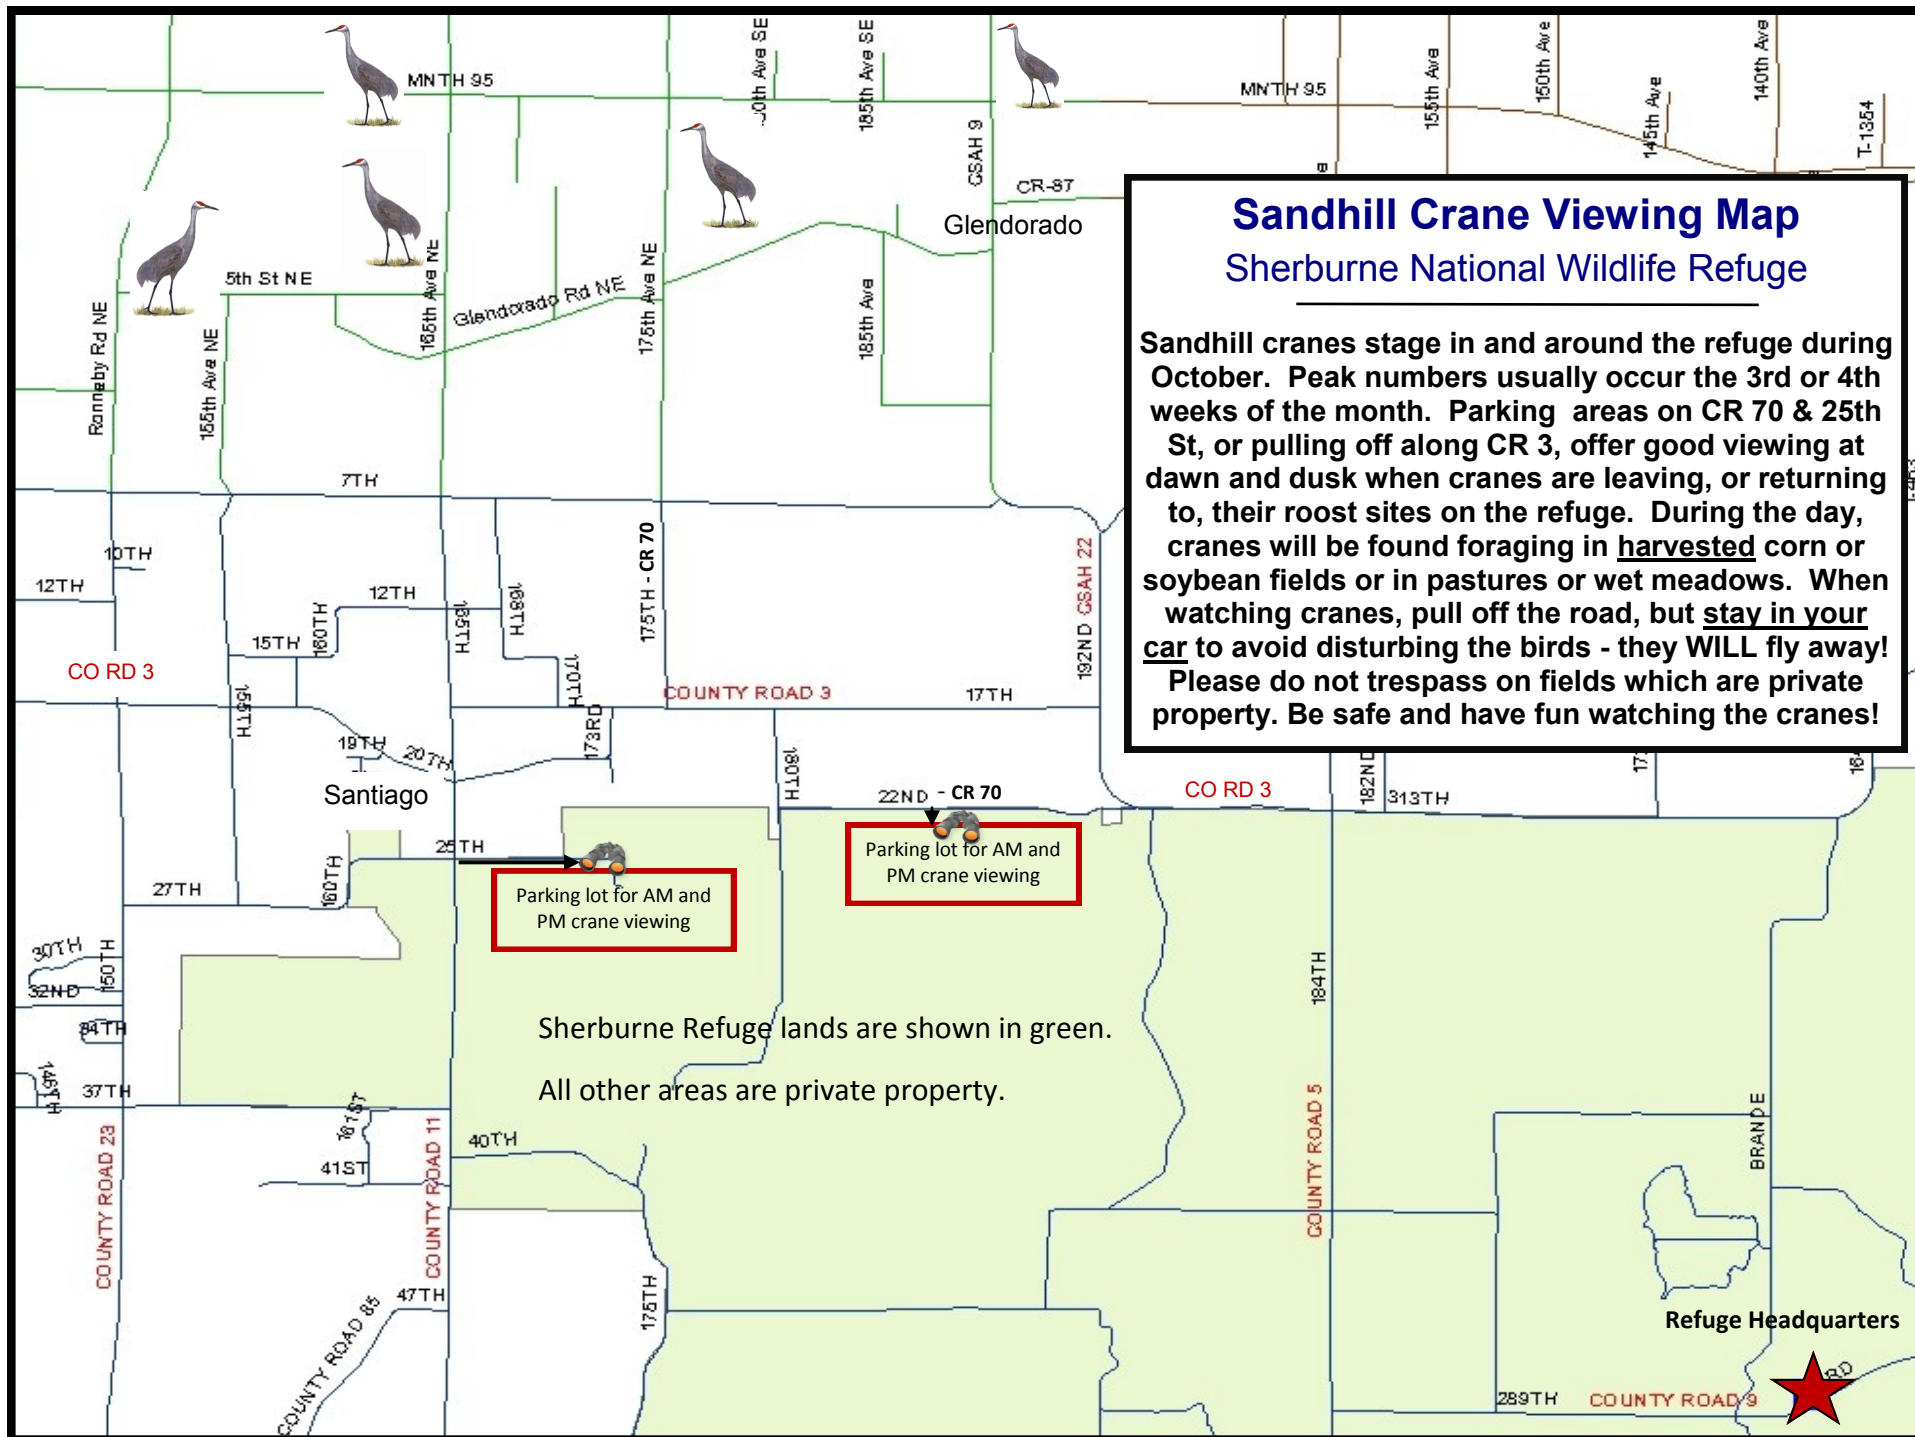 MNTH 95
180th Ave SE
185th Ave SE
CSAH 9
MNTH 95
155th Ave
150th Ave
145th Ave
140th Ave
T-1354
CR-87
Glendorado
Sandhill Crane Viewing Map
Sherburne National Wildlife Refuge
Sandhill cranes stage in and around the refuge during
October. Peak numbers usually occur the 3rd or 4th
weeks of the month. Parking areas on CR 70 & 25th
St, or pulling off along CR 3, offer good viewing at
dawn and dusk when cranes are leaving, or returning
to, their roost sites on the refuge. During the day,
cranes will be found foraging in harvested corn or
soybean fields or in pastures or wet meadows. When
watching cranes, pull off the road, but stay in your
car to avoid disturbing the birds - they WILL fly away!
Please do not trespass on fields which are private
property. Be safe and have fun watching the cranes!
5th St NE
Glendorado Rd NE
Ranneby Rd NE
155th Ave NE
165th Ave NE
175th Ave NE
185th Ave
7TH
10TH
12TH
12TH
15TH
160TH
165TH
168TH
170TH
175TH - CR 70
192ND CSAH 22
CO RD 3
COUNTY ROAD 3
17TH
155TH
19TH
20TH
173RD
180TH
Santiago
22ND - CR 70
CO RD 3
182ND
313TH
25TH
160TH
27TH
Parking lot for AM and
PM crane viewing
Parking lot for AM and
PM crane viewing
30TH
150TH
32ND
34TH
184TH
Sherburne Refuge lands are shown in green.
All other areas are private property.
146TH
37TH
161ST
41ST
40TH
COUNTY ROAD 23
COUNTY ROAD 11
COUNTY ROAD 5
BRANDE
47TH
COUNTY ROAD 85
175TH
Refuge Headquarters
289TH
COUNTY ROAD 9
RD